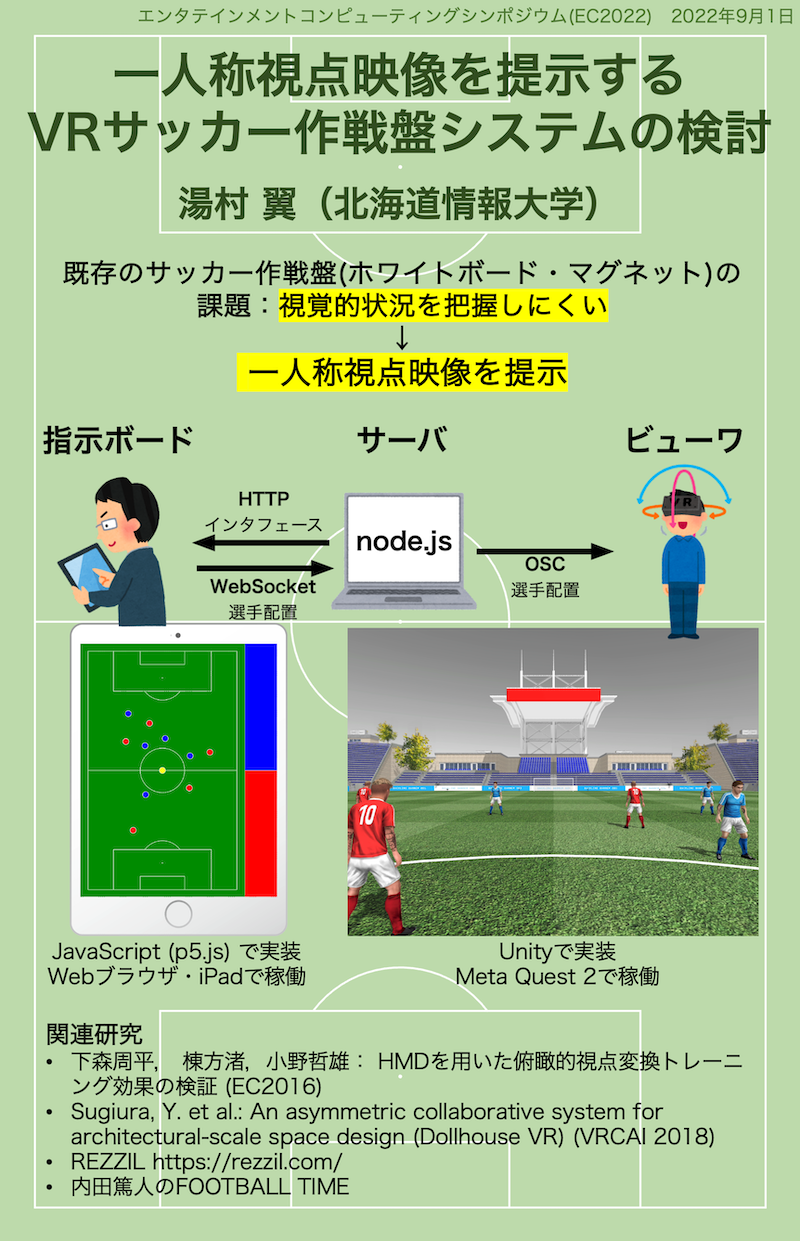 エンタテインメントコンピューティングシンポジウム(EC2022)　2022年9月1日
一人称視点映像を提示する
VRサッカー作戦盤システムの検討
湯村 翼（北海道情報大学）
既存のサッカー作戦盤(ホワイトボード・マグネット)の
課題：視覚的状況を把握しにくい
↓
一人称視点映像を提示
指示ボード
サーバ
ビューワ
HTTP
インタフェース
WebSocket
選手配置
node.js
OSC
選手配置
VR
10
JavaScript (p5.js) で実装
Webブラウザ・iPadで稼働
Unityで実装
Meta Quest 2で稼働
関連研究
• 下森周平, 棟方渚, 小野哲雄： HMDを用いた俯瞰的視点変換トレーニ
ング効果の検証 (EC2016)
• Sugiura, Y. et al.: An asymmetric collaborative system for
architectural-scale space design (Dollhouse VR) (VRCAI 2018)
• REZZIL https://rezzil.com/
• 内田篤人のFOOTBALL TIME